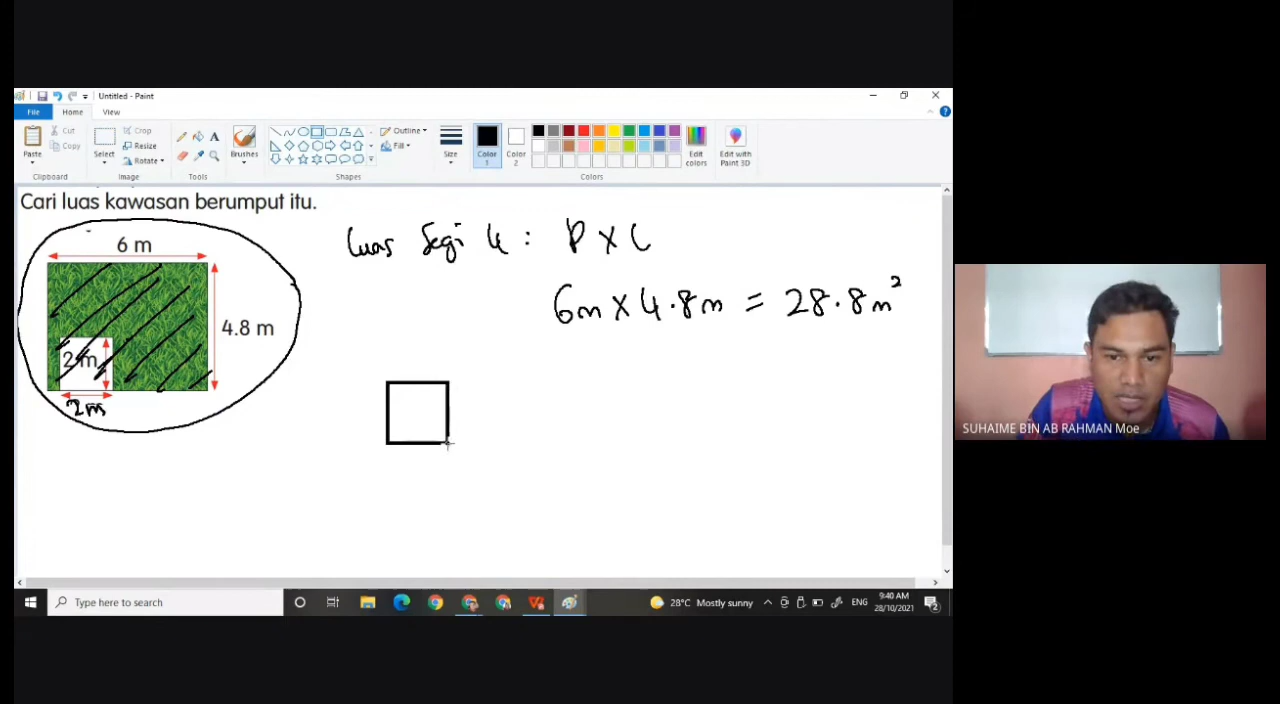 Untitled - Paint
File Home View
Paste
Cut
Copy
Clipboard
Select
Crop
Resize
Rotate
Image
Tools
Brushes
Shapes
Outline
Fill
Size
Color 1
Color 2
Colors
Edit colors
Edit with Paint 3D
Cari luas kawasan berumput itu.
6 m
4.8 m
2 m
2m
Luas Segi 4 : P X L
6m X 4.8m = 28.8m²
SUHAIME BIN AB RAHMAN Moe
Type here to search
28°C Mostly sunny
ENG
9:40 AM
28/10/2021
2